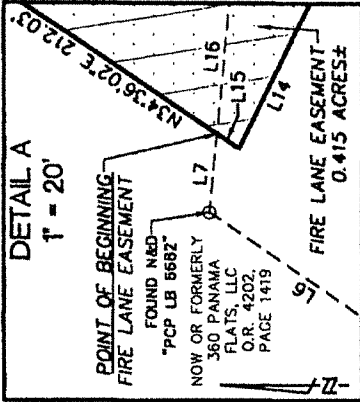 DETAIL A
1" = 20'
N34°36'02"E 212.03'
POINT OF BEGINNING
FIRE LANE EASEMENT
FOUND N&D
"PCP LB 6682"
NOW OR FORMERLY
360 PANAMA
FLATS, LLC
O.R. 4202,
PAGE 1419
L16
L15
L14
L7
L6
FIRE LANE EASEMENT
0.415 ACRES±
N